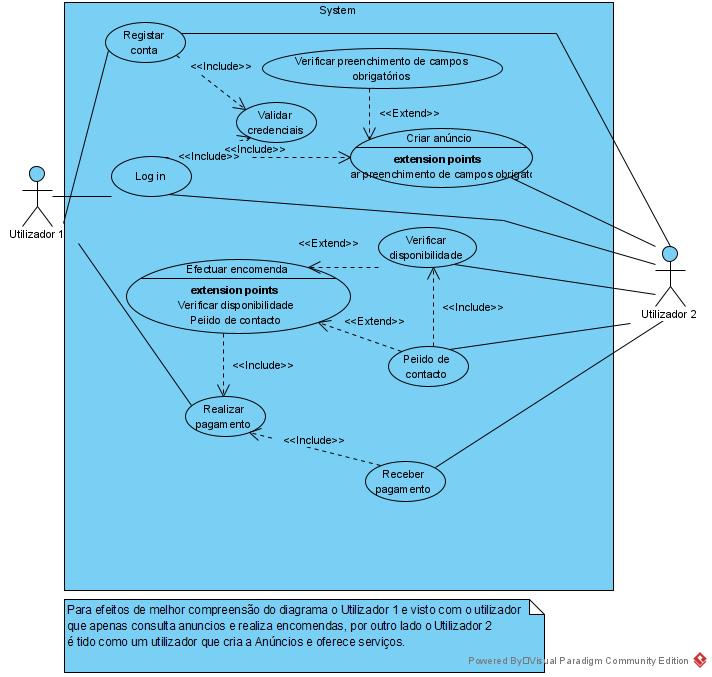 System
Registar
conta
<<Include>>
Verificar preenchimento de campos
obrigatórios
<<Extend>>
Validar
credenciais
<<Include>>
<<Include>>
Criar anúncio
extension points
ar preenchimento de campos obrigató
Log in
Utilizador 1
Verificar
disponibilidade
<<Extend>>
Efectuar encomenda
extension points
Verificar disponibilidade
Peiido de contacto
<<Include>>
<<Extend>>
Utilizador 2
Peiido de
contacto
<<Include>>
Realizar
pagamento
<<Include>>
Receber
pagamento
Para efeitos de melhor compreensão do diagrama o Utilizador 1 e visto com o utilizador
que apenas consulta anuncios e realiza encomendas, por outro lado o Utilizador 2
é tido como um utilizador que cria a Anúncios e oferece serviços.
Powered By Visual Paradigm Community Edition